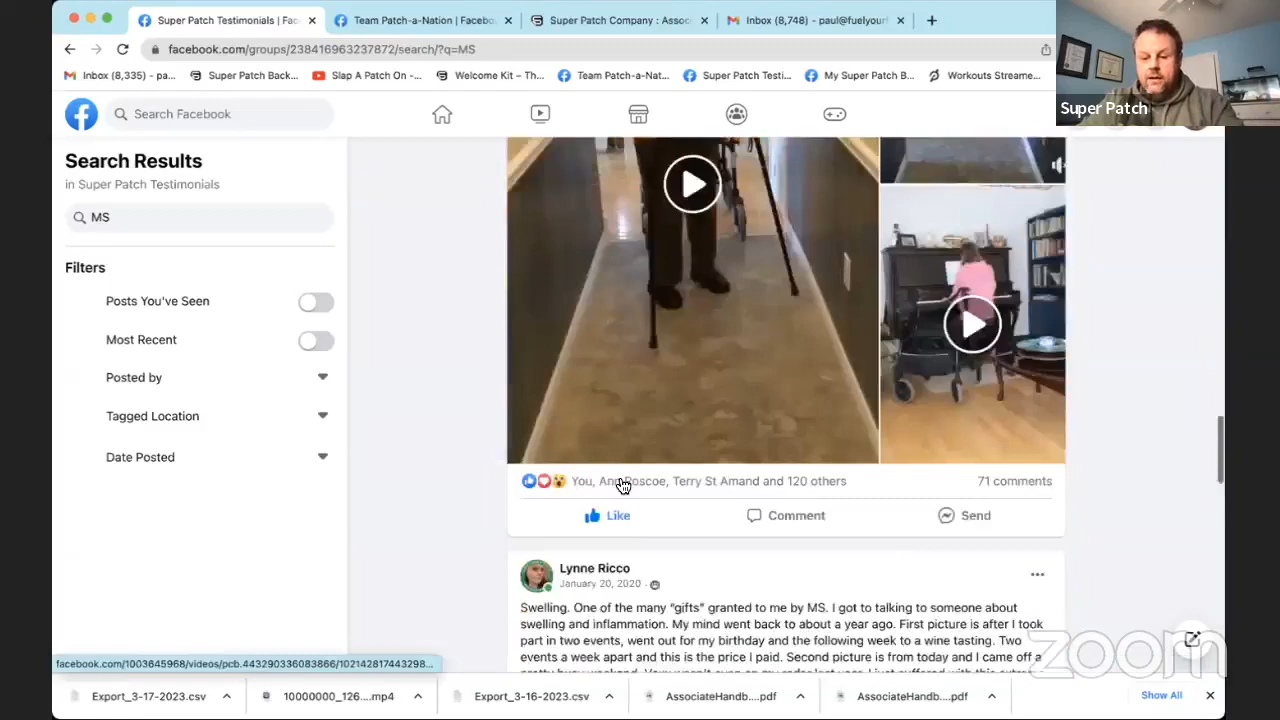 Super Patch Testimonials | Fac
Team Patch-a-Nation | Facebo
Super Patch Company : Assoc
Inbox (8,748) - paul@fuelyourf
facebook.com/groups/238416963237872/search/?q=MS
Inbox (8,335) - pa...
Super Patch Back...
Slap A Patch On -...
Welcome Kit – Th...
Team Patch-a-Nat...
Super Patch Testi...
My Super Patch B...
Workouts Streame...
Super Patch
Search Facebook
Search Results
in Super Patch Testimonials
MS
Filters
Posts You've Seen
Most Recent
Posted by
Tagged Location
Date Posted
You, Ann Roscoe, Terry St Amand and 120 others
71 comments
Like
Comment
Send
Lynne Ricco
January 20, 2020
Swelling. One of the many "gifts" granted to me by MS. I got to talking to someone about
swelling and inflammation. My mind went back to about a year ago. First picture is after I took
part in two events, went out for my birthday and the following week to a wine tasting. Two
events a week apart and this is the price I paid. Second picture is from today and I came off a
zoom
facebook.com/1003645968/videos/pcb.443290336083866/102142817443298...
Export_3-17-2023.csv
10000000_126....mp4
Export_3-16-2023.csv
AssociateHandb....pdf
AssociateHandb....pdf
Show All